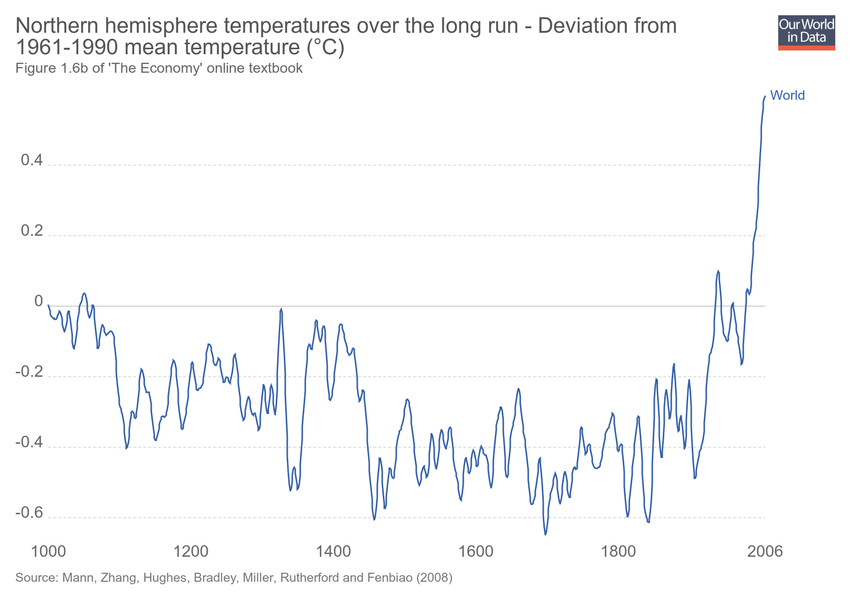 Northern hemisphere temperatures over the long run - Deviation from
1961-1990 mean temperature (°C)
Our World
in Data
Figure 1.6b of 'The Economy' online textbook
World
0.4
0.2
0
-0.2
-0.4
-0.6
1000 1200 1400 1600 1800 2006
Source: Mann, Zhang, Hughes, Bradley, Miller, Rutherford and Fenbiao (2008)